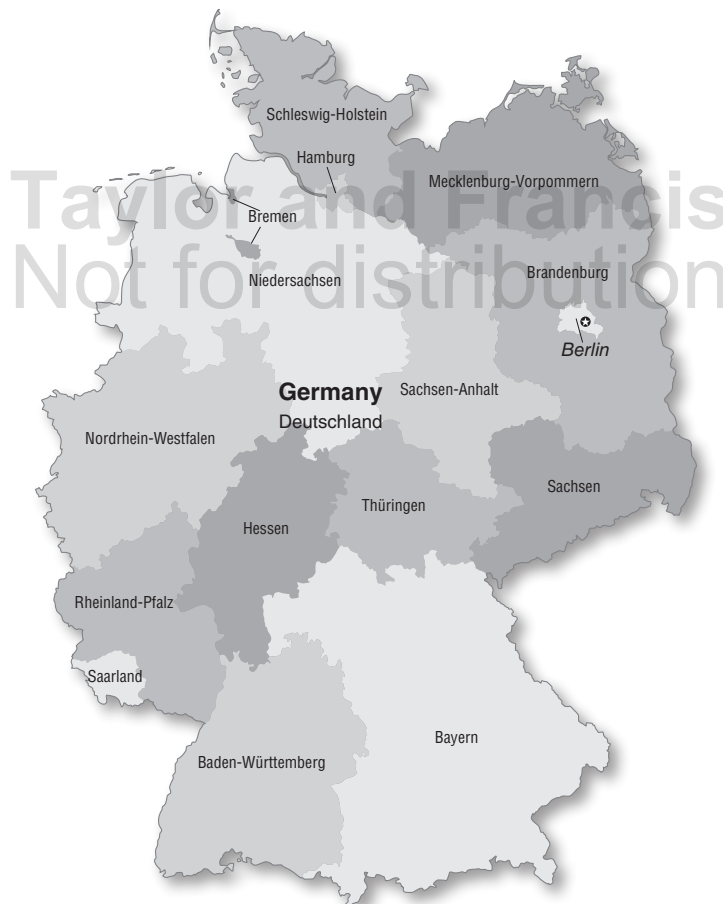 Schleswig-Holstein
Hamburg
Mecklenburg-Vorpommern
Taylor and Francis
Bremen
Not for distribution
Niedersachsen
Brandenburg
Berlin
Germany
Deutschland
Sachsen-Anhalt
Nordrhein-Westfalen
Sachsen
Thüringen
Hessen
Rheinland-Pfalz
Saarland
Bayern
Baden-Württemberg